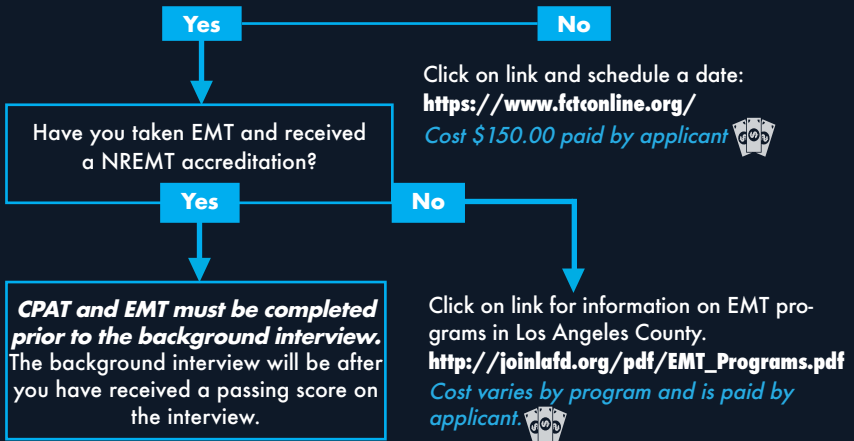 Yes
No
Click on link and schedule a date:
https://www.fctconline.org/
Cost $150.00 paid by applicant
Have you taken EMT and received
a NREMT accreditation?
Yes
No
CPAT and EMT must be completed
prior to the background interview.
The background interview will be after
you have received a passing score on
the interview.
Click on link for information on EMT pro-
grams in Los Angeles County.
http://joinlafd.org/pdf/EMT_Programs.pdf
Cost varies by program and is paid by
applicant.